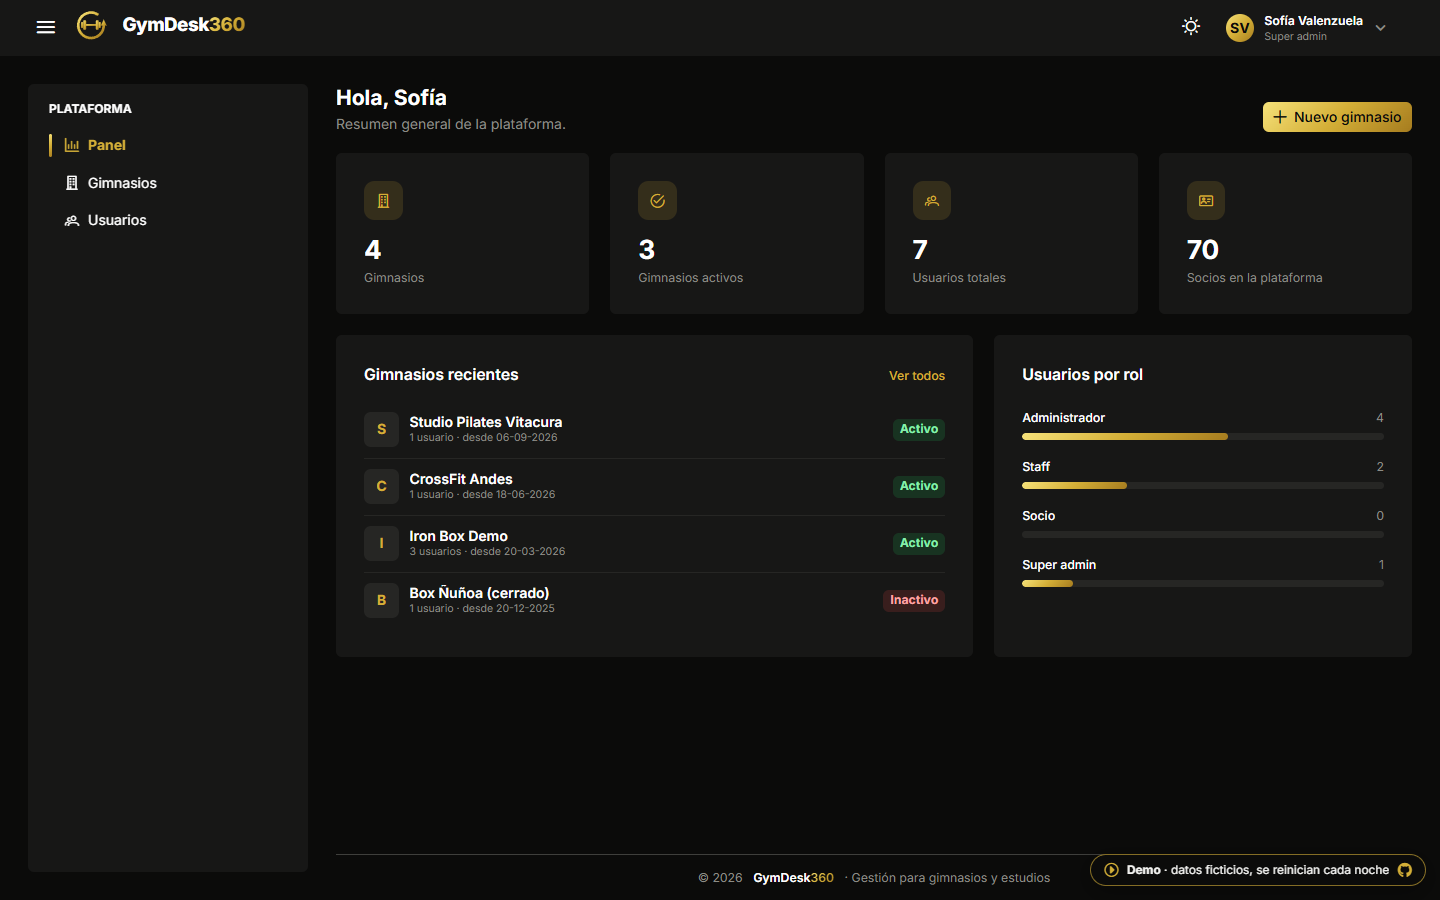 GymDesk360
SV
Sofía Valenzuela
Super admin
PLATAFORMA
Panel
Gimnasios
Usuarios
Hola, Sofía
Resumen general de la plataforma.
Nuevo gimnasio
4
Gimnasios
3
Gimnasios activos
7
Usuarios totales
70
Socios en la plataforma
Gimnasios recientes
Ver todos
S
Studio Pilates Vitacura
1 usuario · desde 06-09-2026
Activo
C
CrossFit Andes
1 usuario · desde 18-06-2026
Activo
I
Iron Box Demo
3 usuarios · desde 20-03-2026
Activo
B
Box Ñuñoa (cerrado)
1 usuario · desde 20-12-2025
Inactivo
Usuarios por rol
Administrador 4
Staff 2
Socio 0
Super admin 1
© 2026 GymDesk360 · Gestión para gimnasios y estudios
Demo · datos ficticios, se reinician cada noche